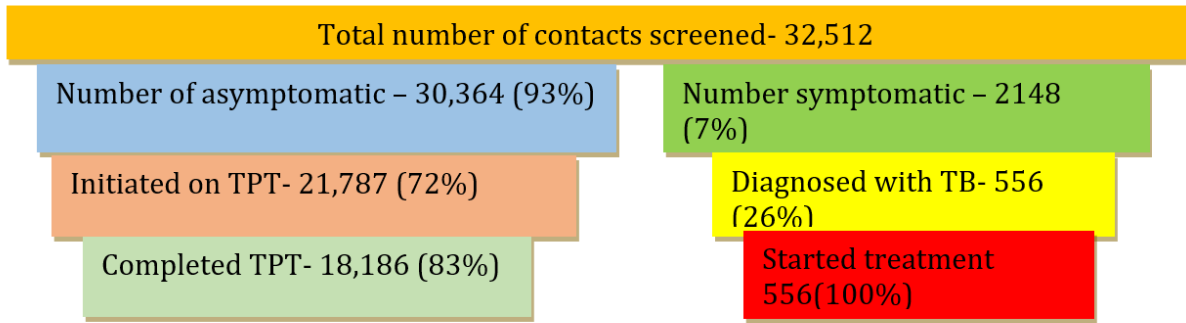 Total number of contacts screened- 32,512
Number of asymptomatic – 30,364 (93%)
Number symptomatic – 2148
(7%)
Initiated on TPT- 21,787 (72%)
Diagnosed with TB- 556
(26%)
Completed TPT- 18,186 (83%)
Started treatment
556(100%)